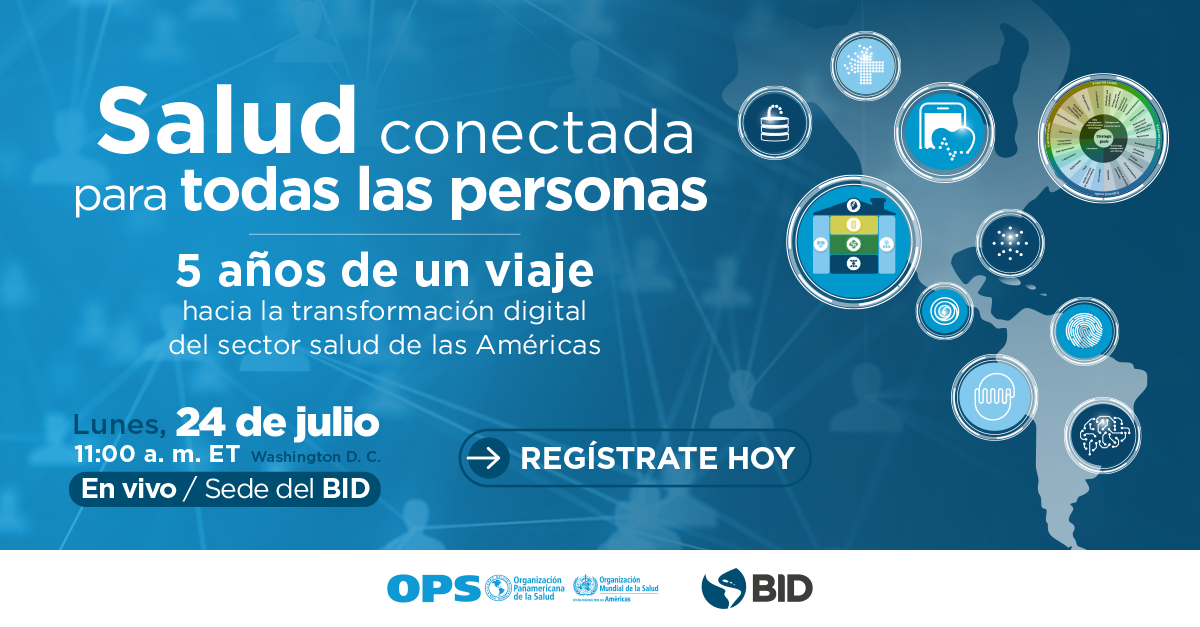 Salud conectada
para todas las personas
5 años de un viaje
hacia la transformación digital
del sector salud de las Américas
Lunes, 24 de julio
11:00 a. m. ET Washington D. C.
En vivo / Sede del BID
REGÍSTRATE HOY
OPS
Organización
Panamericana
de la Salud
Organización
Mundial de la Salud
Américas
BID